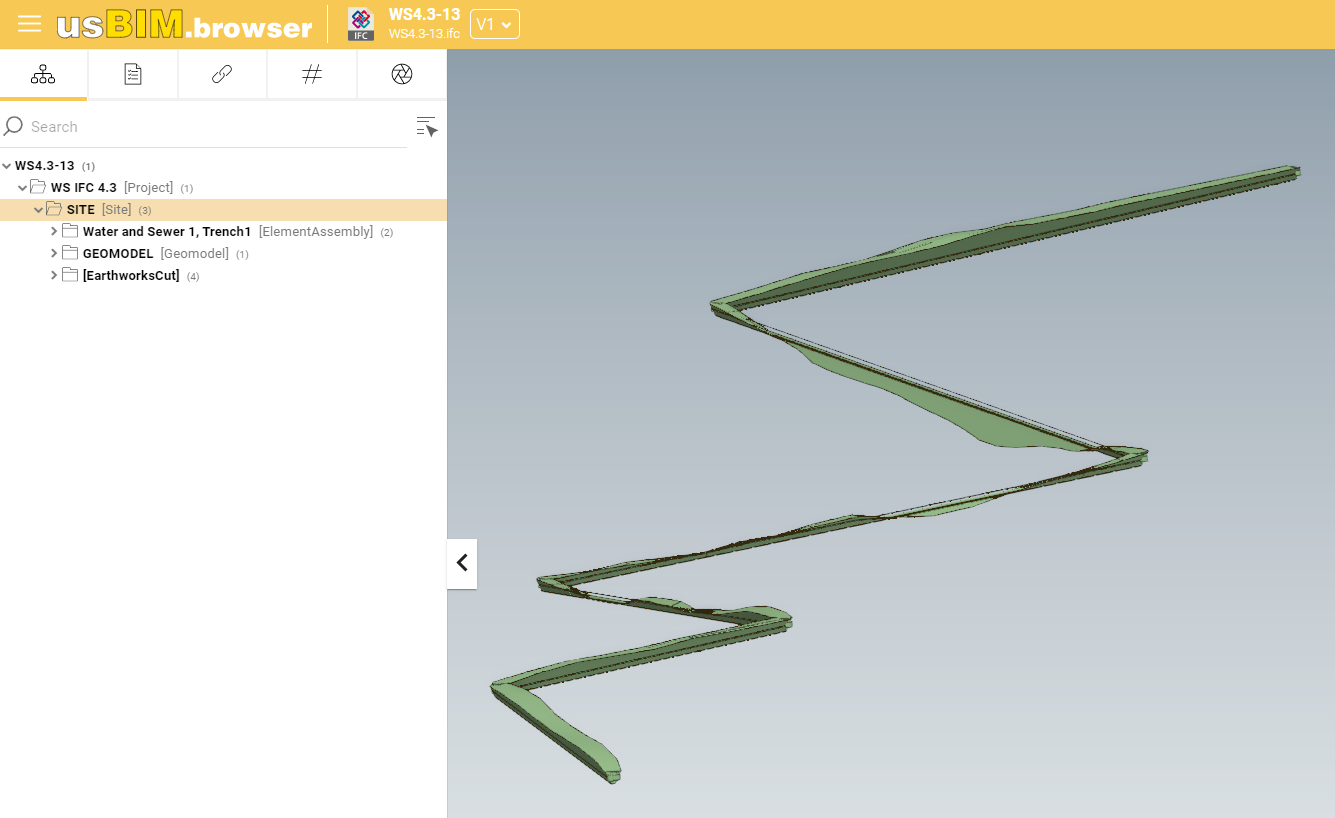 usBIM.browser
IFC
WS4.3-13
WS4.3-13.ifc
V1
#
Search
WS4.3-13 (1)
WS IFC 4.3 [Project] (1)
SITE [Site] (3)
Water and Sewer 1, Trench1 [ElementAssembly] (2)
GEOMODEL [Geomodel] (1)
[EarthworksCut] (4)